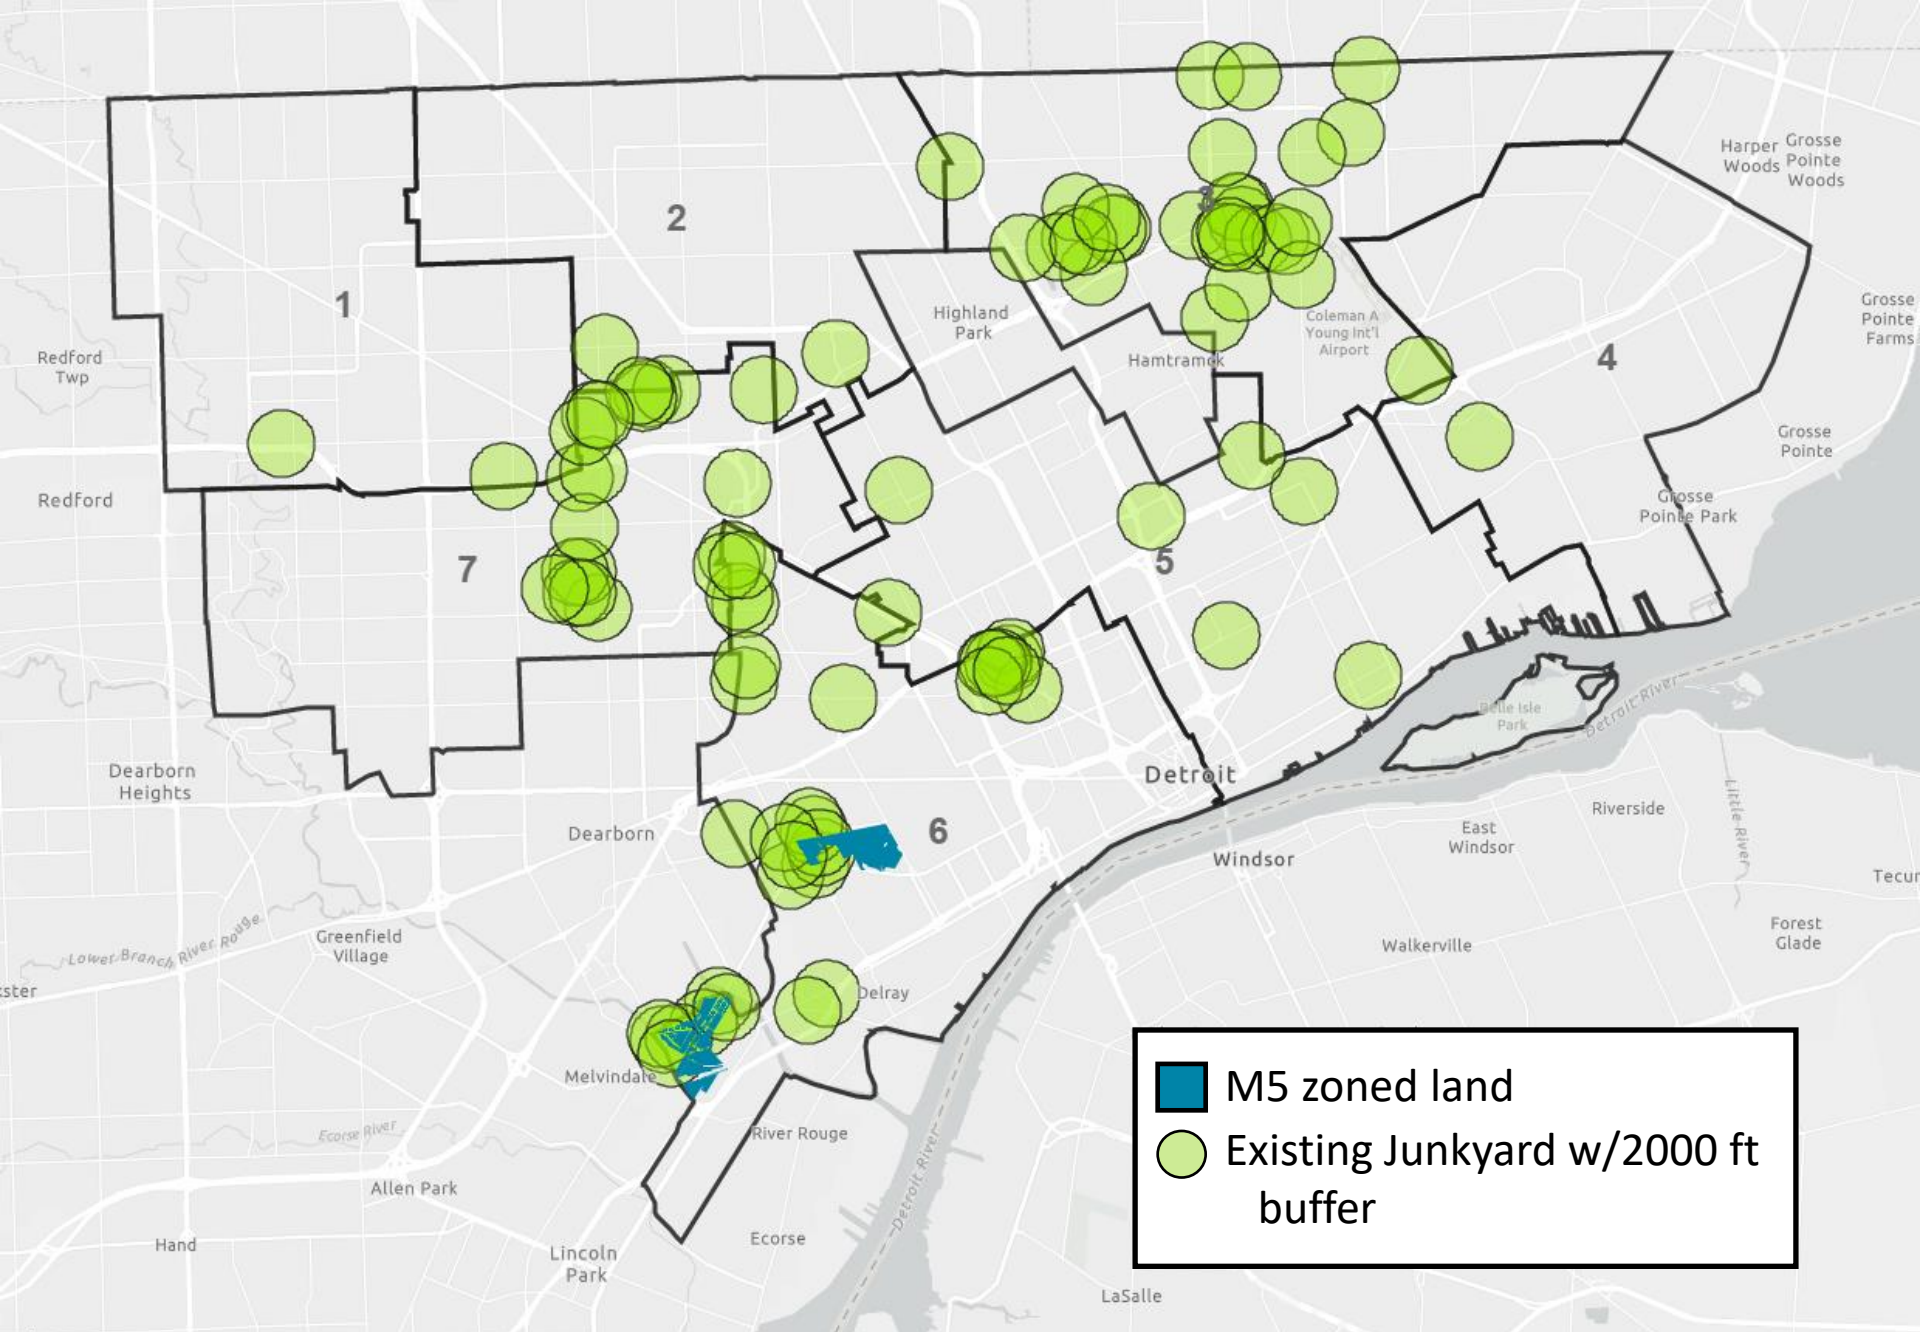 Harper
Woods
Grosse
Pointe
Woods
3
2
1
Highland
Park
Grosse
Pointe
Farms
Coleman A
Young Int'l
Airport
Redford
Twp
Hamtramck
4
Grosse
Pointe
Redford
Grosse
Pointe Park
7
5
Detroit River
Belle Isle
Park
Dearborn
Heights
Detroit
Little River
Riverside
Dearborn
6
East
Windsor
Windsor
Tecur
Lower Branch River Rouge
Greenfield
Village
Walkerville
Forest
Glade
ster
Delray
Melvindale
M5 zoned land
Ecorse River
River Rouge
Existing Junkyard w/2000 ft
buffer
Detroit River
Allen Park
Hand
Ecorse
Lincoln
Park
LaSalle